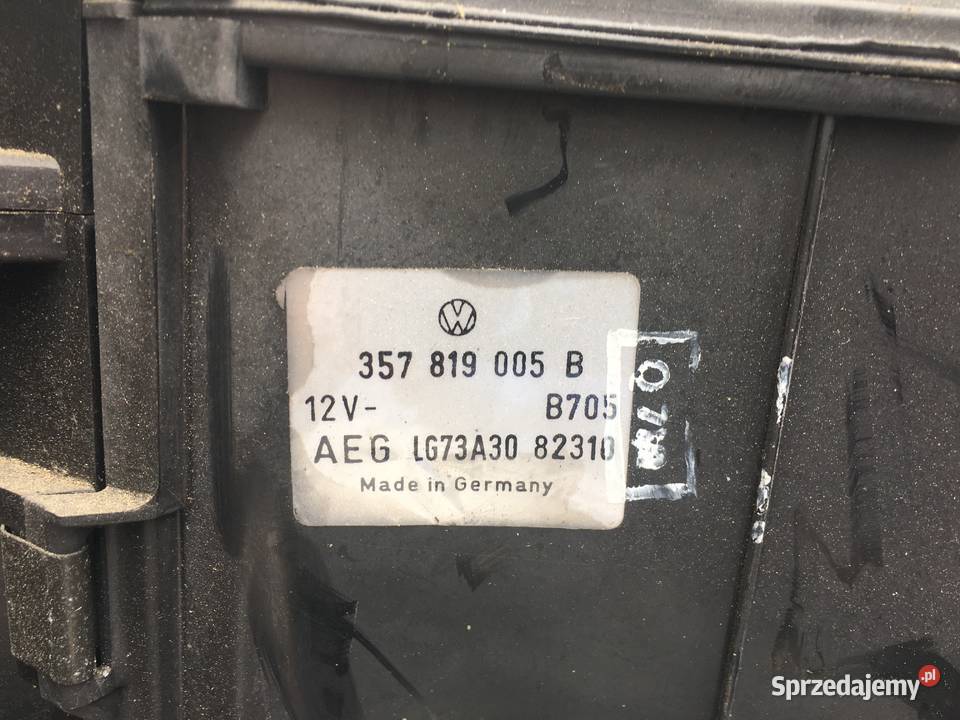 357 819 005 B
12V- B705
AEG LG73A30 82310
Made in Germany
Sprzedajemy.pl